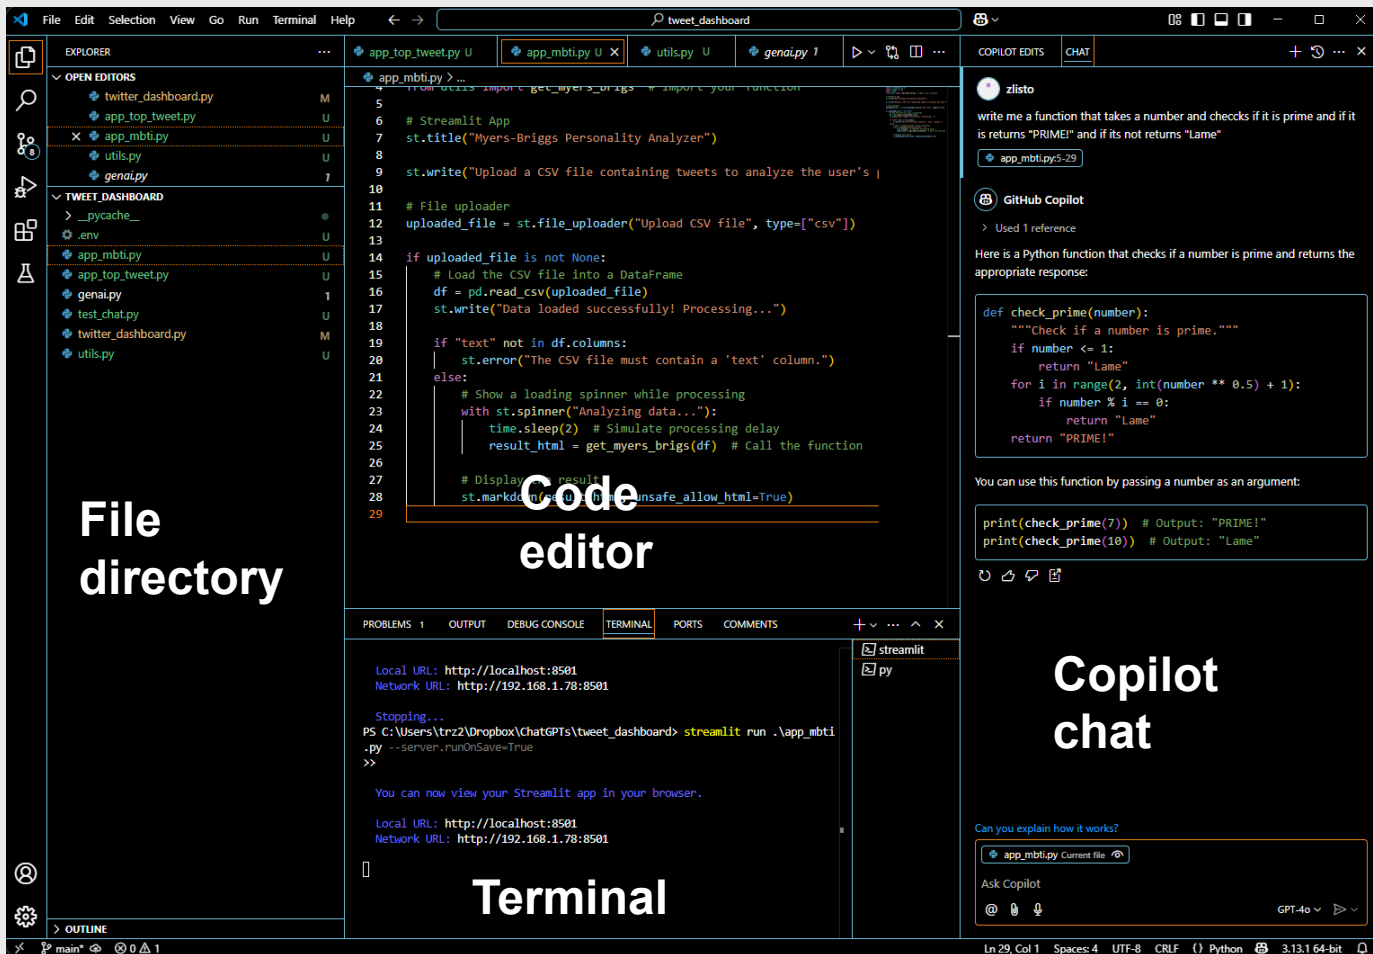 File Edit Selection View Go Run Terminal Help
tweet_dashboard
EXPLORER
OPEN EDITORS
twitter_dashboard.py M
app_top_tweet.py U
app_mbti.py U
utils.py U
genai.py 1
TWEET_DASHBOARD
__pycache__
.env U
app_mbti.py U
app_top_tweet.py U
genai.py 1
test_chat.py U
twitter_dashboard.py M
utils.py U
File
directory
OUTLINE
app_top_tweet.py U app_mbti.py U utils.py U genai.py 1
app_mbti.py > ...
4 from utils import get_myers_brigs # Import your function
5
6 # Streamlit App
7 st.title("Myers-Briggs Personality Analyzer")
8
9 st.write("Upload a CSV file containing tweets to analyze the user's
10
11 # File uploader
12 uploaded_file = st.file_uploader("Upload CSV file", type=["csv"])
13
14 if uploaded_file is not None:
15 # Load the CSV file into a DataFrame
16 df = pd.read_csv(uploaded_file)
17 st.write("Data loaded successfully! Processing...")
18
19 if "text" not in df.columns:
20 st.error("The CSV file must contain a 'text' column.")
21 else:
22 # Show a loading spinner while processing
23 with st.spinner("Analyzing data..."):
24 time.sleep(2) # Simulate processing delay
25 result_html = get_myers_brigs(df) # Call the function
26
27 # Display the result
28 st.markdown(result_html, unsafe_allow_html=True)
29
Code
editor
PROBLEMS 1 OUTPUT DEBUG CONSOLE TERMINAL PORTS COMMENTS
streamlit
py
Local URL: http://localhost:8501
Network URL: http://192.168.1.78:8501
Stopping...
PS C:\Users\trz2\Dropbox\ChatGPTs\tweet_dashboard> streamlit run .\app_mbti
.py --server.runOnSave=True
>>
You can now view your Streamlit app in your browser.
Local URL: http://localhost:8501
Network URL: http://192.168.1.78:8501
Terminal
COPILOT EDITS CHAT
zlisto
write me a function that takes a number and checcks if it is prime and if it
is returns "PRIME!" and if its not returns "Lame"
app_mbti.py:5-29
GitHub Copilot
> Used 1 reference
Here is a Python function that checks if a number is prime and returns the
appropriate response:
def check_prime(number):
"""Check if a number is prime."""
if number <= 1:
return "Lame"
for i in range(2, int(number ** 0.5) + 1):
if number % i == 0:
return "Lame"
return "PRIME!"
You can use this function by passing a number as an argument:
print(check_prime(7)) # Output: "PRIME!"
print(check_prime(10)) # Output: "Lame"
Copilot
chat
Can you explain how it works?
app_mbti.py Current file
Ask Copilot
@ GPT-4o
main* 0 1 Ln 29, Col 1 Spaces: 4 UTF-8 CRLF {} Python 3.13.1 64-bit
8